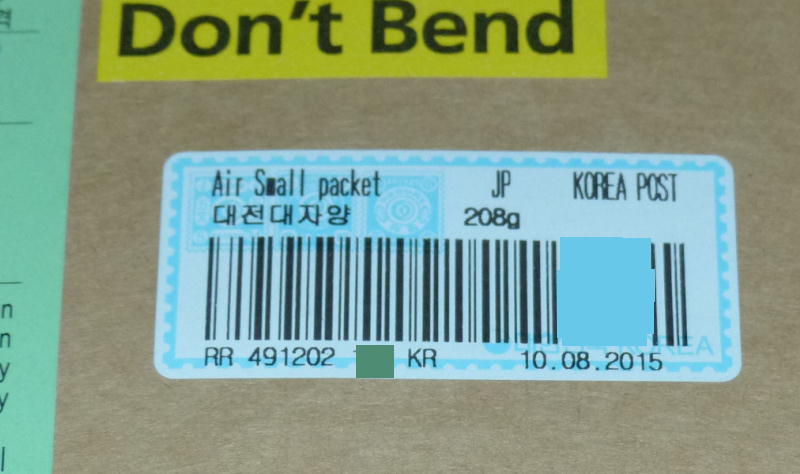 Don't Bend
Air Small packet JP KOREA POST
대전대자양 208g
RR 491202 KR 10.08.2015
KOREA